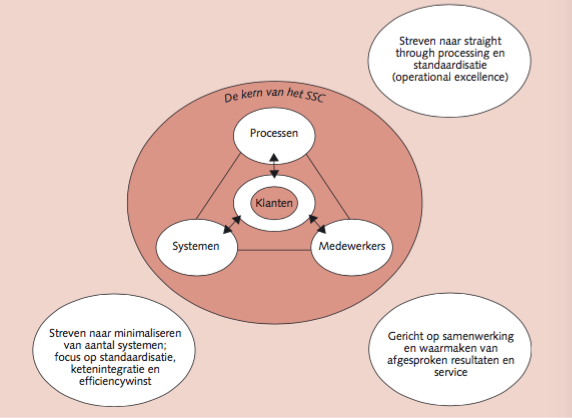 Streven naar straight
through processing en
standaardisatie
(operational excellence)
De kern van het SSC
Processen
Klanten
Systemen
Medewerkers
Streven naar minimaliseren
van aantal systemen;
focus op standaardisatie,
ketenintegratie en
efficiencywinst
Gericht op samenwerking
en waarmaken van
afgesproken resultaten en
service